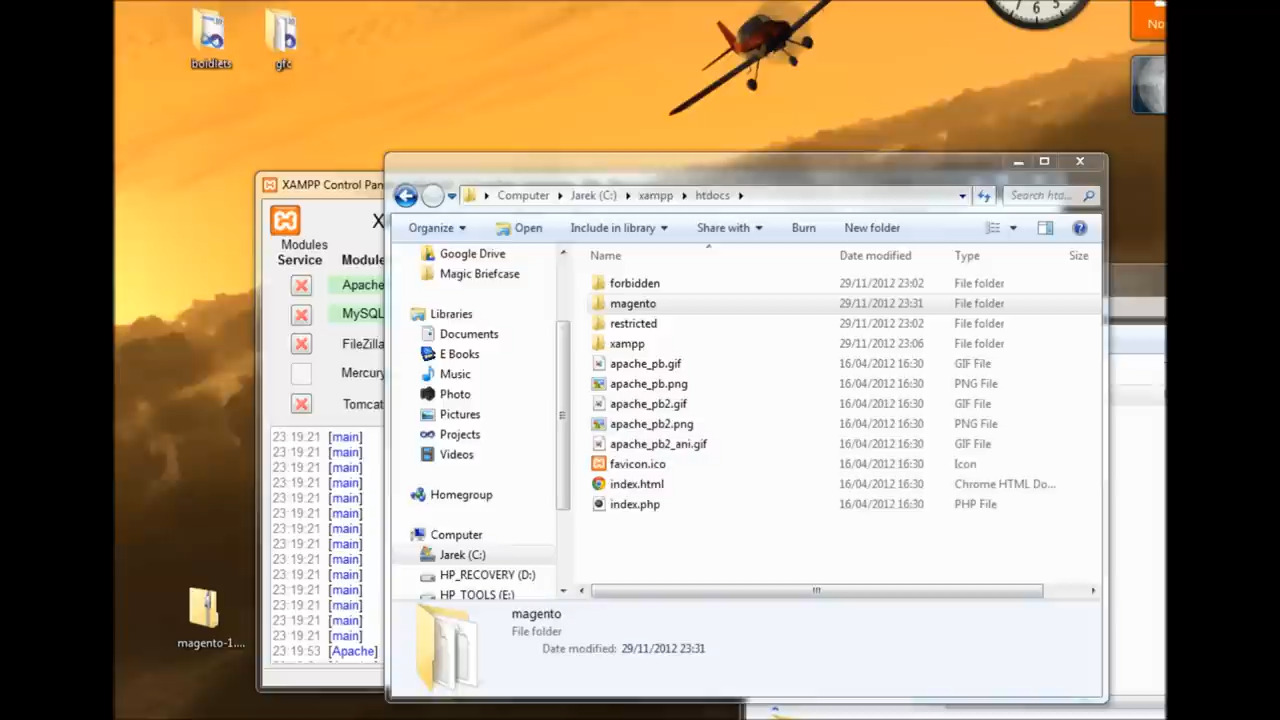 boidlets
gfc
6 5
No
XAMPP Control Pan
X
Modules
Service
Module
Apache
MySQL
FileZilla
Mercury
Tomcat
23:19:21 [main]
23:19:21 [main]
23:19:21 [main]
23:19:21 [main]
23:19:21 [main]
23:19:21 [main]
23:19:21 [main]
23:19:21 [main]
23:19:21 [main]
23:19:21 [main]
23:19:21 [main]
23:19:21 [main]
23:19:21 [main]
23:19:21 [main]
23:19:53 [Apache]
magento-1....
Computer Jarek (C:) xampp htdocs
Search htd...
Organize Open Include in library Share with Burn New folder
Google Drive
Magic Briefcase
Libraries
Documents
E Books
Music
Photo
Pictures
Projects
Videos
Homegroup
Computer
Jarek (C:)
HP_RECOVERY (D:)
HP_TOOLS (E:)
Name Date modified Type Size
forbidden 29/11/2012 23:02 File folder
magento 29/11/2012 23:31 File folder
restricted 29/11/2012 23:02 File folder
xampp 29/11/2012 23:06 File folder
apache_pb.gif 16/04/2012 16:30 GIF File
apache_pb.png 16/04/2012 16:30 PNG File
apache_pb2.gif 16/04/2012 16:30 GIF File
apache_pb2.png 16/04/2012 16:30 PNG File
apache_pb2_ani.gif 16/04/2012 16:30 GIF File
favicon.ico 16/04/2012 16:30 Icon
index.html 16/04/2012 16:30 Chrome HTML Do...
index.php 16/04/2012 16:30 PHP File
magento
File folder
Date modified: 29/11/2012 23:31